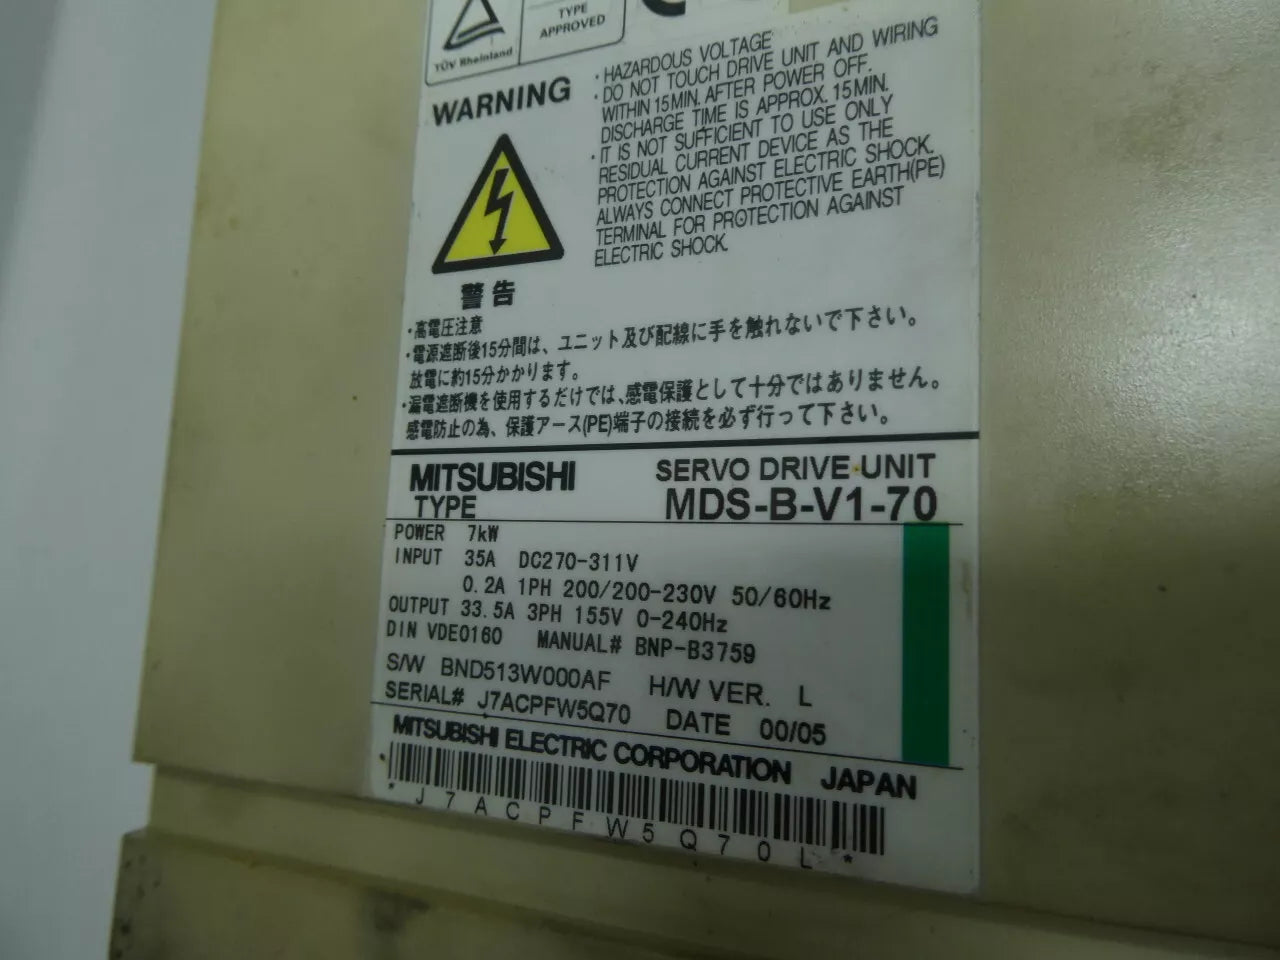 TÜV Rheinland
TYPE
APPROVED
WARNING
・HAZARDOUS VOLTAGE
・DO NOT TOUCH DRIVE UNIT AND WIRING
WITHIN 15MIN. AFTER POWER OFF.
DISCHARGE TIME IS APPROX. 15MIN.
・IT IS NOT SUFFICIENT TO USE ONLY
RESIDUAL CURRENT DEVICE AS THE
PROTECTION AGAINST ELECTRIC SHOCK.
ALWAYS CONNECT PROTECTIVE EARTH(PE)
TERMINAL FOR PROTECTION AGAINST
ELECTRIC SHOCK.
警告
・高電圧注意
・電源遮断後15分間は、ユニット及び配線に手を触れないで下さい。
放電に約15分かかります。
・漏電遮断機を使用するだけでは、感電保護として十分ではありません。
感電防止の為、保護アース(PE)端子の接続を必ず行って下さい。
MITSUBISHI SERVO DRIVE UNIT
TYPE MDS-B-V1-70
POWER 7kW
INPUT 35A DC270-311V
0.2A 1PH 200/200-230V 50/60Hz
OUTPUT 33.5A 3PH 155V 0-240Hz
DIN VDE0160 MANUAL# BNP-B3759
S/W BND513W000AF H/W VER. L
SERIAL# J7ACPFW5Q70 DATE 00/05
MITSUBISHI ELECTRIC CORPORATION JAPAN
* J 7 A C P F W 5 Q 7 0 L *